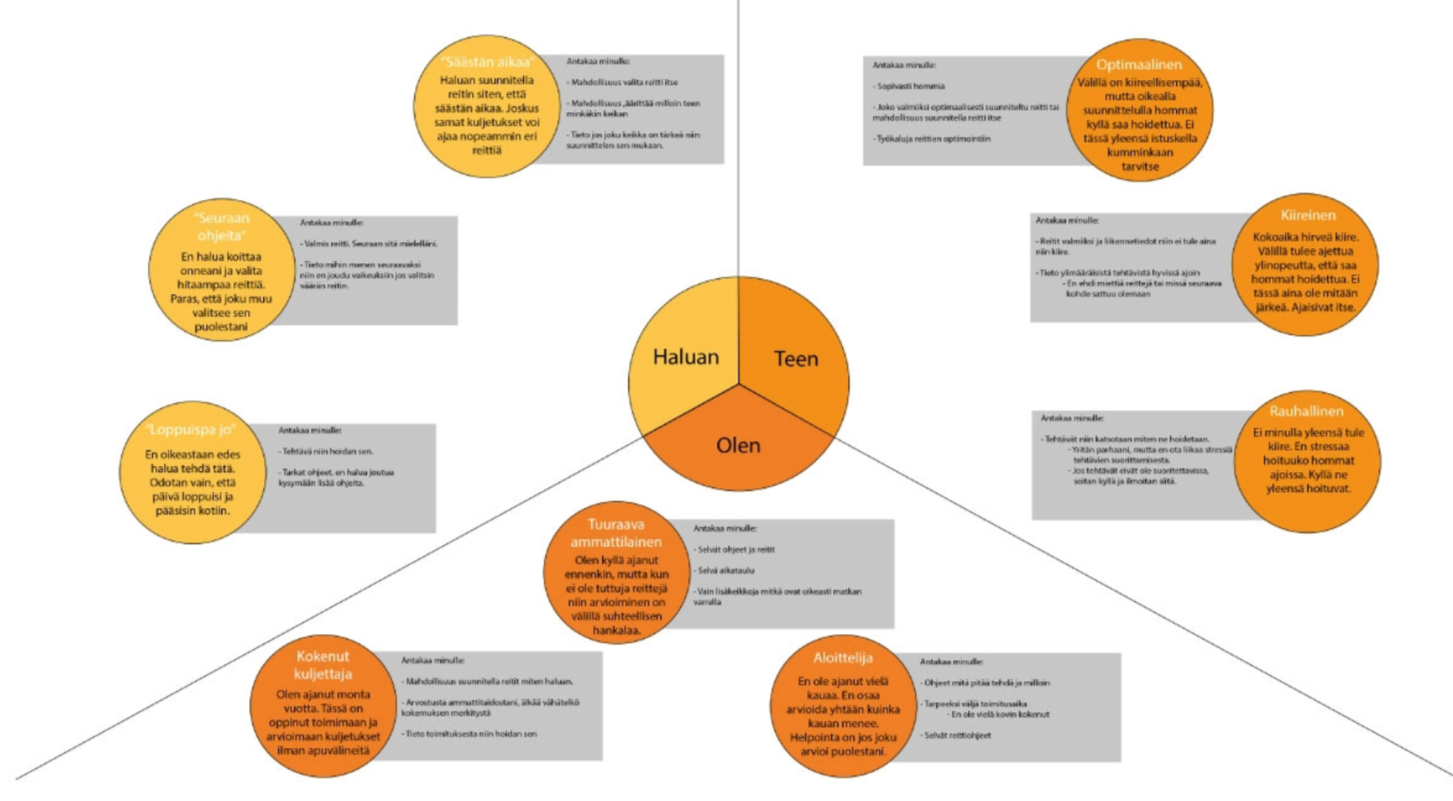 "Säästän aikaa"
Haluan suunnitella
reitin siten, että
säästän aikaa. Joskus
samat kuljetukset voi
ajaa nopeammin eri
reittiä
Antakaa minulle:
- Mahdollisuus valita reitti itse
- Mahdollisuus ,äärittää milloin teen
minkäkin keikan
- Tieto jos joku keikka on tärkeä niin
suunnittelen sen mukaan.
"Seuraan
ohjeita"
En halua koittaa
onneani ja valita
hitaampaa reittiä.
Paras, että joku muu
valitsee sen
puolestani
Antakaa minulle:
- Valmis reitti. Seuraan sitä mielelläni.
- Tieto mihin menen seuraavaksi
niin en joudu vaikeuksiin jos valitsin
väärän reitin.
"Loppuispa jo"
En oikeastaan edes
halua tehdä tätä.
Odotan vain, että
päivä loppuisi ja
pääsisin kotiin.
Antakaa minulle:
- Tehtävä niin hoidan sen.
- Tarkat ohjeet, en halua joutua
kysymään lisää ohjeita.
Antakaa minulle:
- Sopivasti hommia
- Joko valmiiksi optimaalisesti suunniteltu reitti tai
mahdollisuus suunnitella reitti itse
- Työkaluja reittien optimointiin
Optimaalinen
Välillä on kiireellisempää,
mutta oikealla
suunnittelulla hommat
kyllä saa hoidettua. Ei
tässä yleensä istuskella
kumminkaan
tarvitse
Antakaa minulle:
- Reitit valmiiksi ja liikennetiedot niin ei tule aina
niin kiire.
- Tieto ylimääräisistä tehtävistä hyvissä ajoin
- En ehdi miettiä reittejä tai missä seuraava
kohde sattuu olemaan
Kiireinen
Kokoaika hirveä kiire.
Välillä tulee ajettua
ylinopeutta, että saa
hommat hoidettua. Ei
tässä aina ole mitään
järkeä. Ajaisivat itse.
Antakaa minulle:
- Tehtävät niin katsotaan miten ne hoidetaan.
- Yritän parhaani, mutta en ota liikaa stressiä
tehtävien suorittamisesta.
- Jos tehtävät eivät ole suoritettavissa,
soitan kyllä ja ilmoitan siitä.
Rauhallinen
Ei minulla yleensä tule
kiire. En stressaa
hoituuko hommat
ajoissa. Kyllä ne
yleensä hoituvat.
Haluan
Teen
Olen
Tuuraava
ammattilainen
Olen kyllä ajanut
ennenkin, mutta kun
ei ole tuttuja reittejä
niin arvioiminen on
välillä suhteellisen
hankalaa.
Antakaa minulle:
- Selvät ohjeet ja reitit
- Selvä aikataulu
- Vain lisäkeikkoja mitkä ovat oikeasti matkan
varrella
Kokenut
kuljettaja
Olen ajanut monta
vuotta. Tässä on
oppinut toimimaan ja
arvioimaan kuljetukset
ilman apuvälineitä
Antakaa minulle:
- Mahdollisuus suunnitella reitit miten haluan.
- Arvostusta ammattitaidostani, älkää vähätelkö
kokemuksen merkitystä
- Tieto toimituksesta niin hoidan sen
Aloittelija
En ole ajanut vielä
kauaa. En osaa
arvioida yhtään kuinka
kauan menee.
Helpointa on jos joku
arvioi puolestani.
Antakaa minulle:
- Ohjeet mitä pitää tehdä ja milloin
- Tarpeeksi väljä toimitusaika
- En ole vielä kovin kokenut
- Selvät reittiohjeet